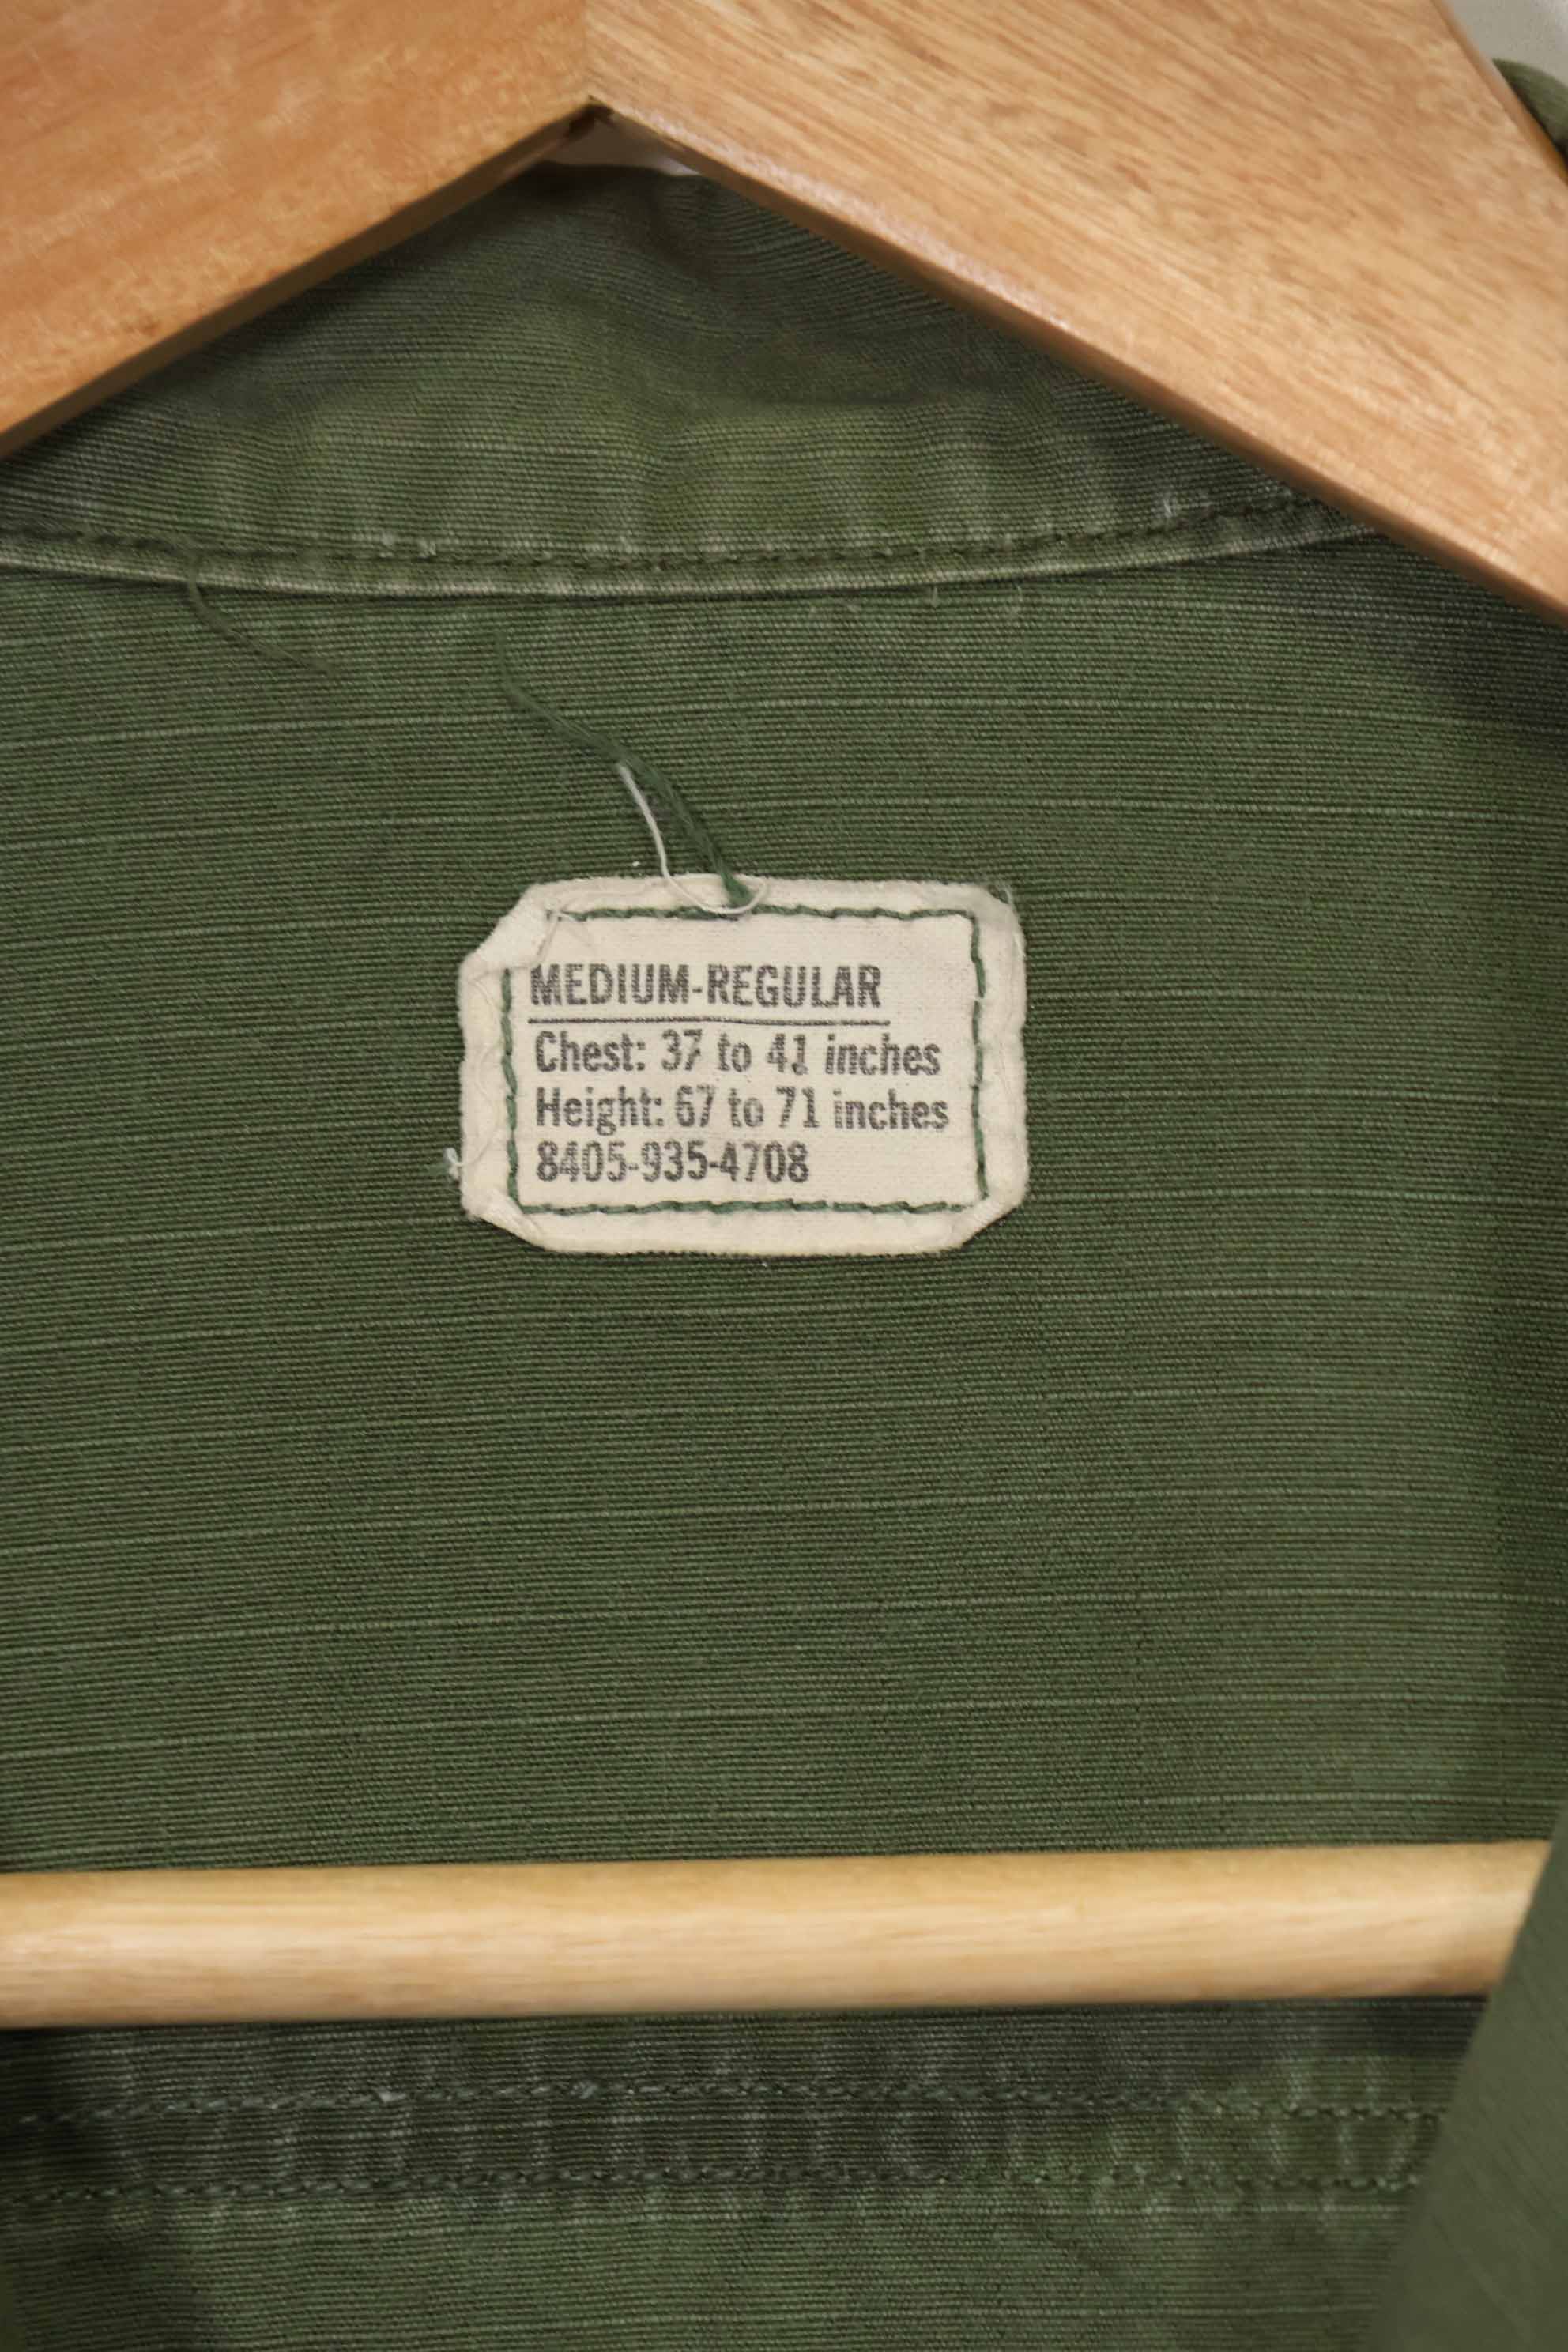 MEDIUM-REGULAR
Chest: 37 to 41 inches
Height: 67 to 71 inches
8405-935-4708